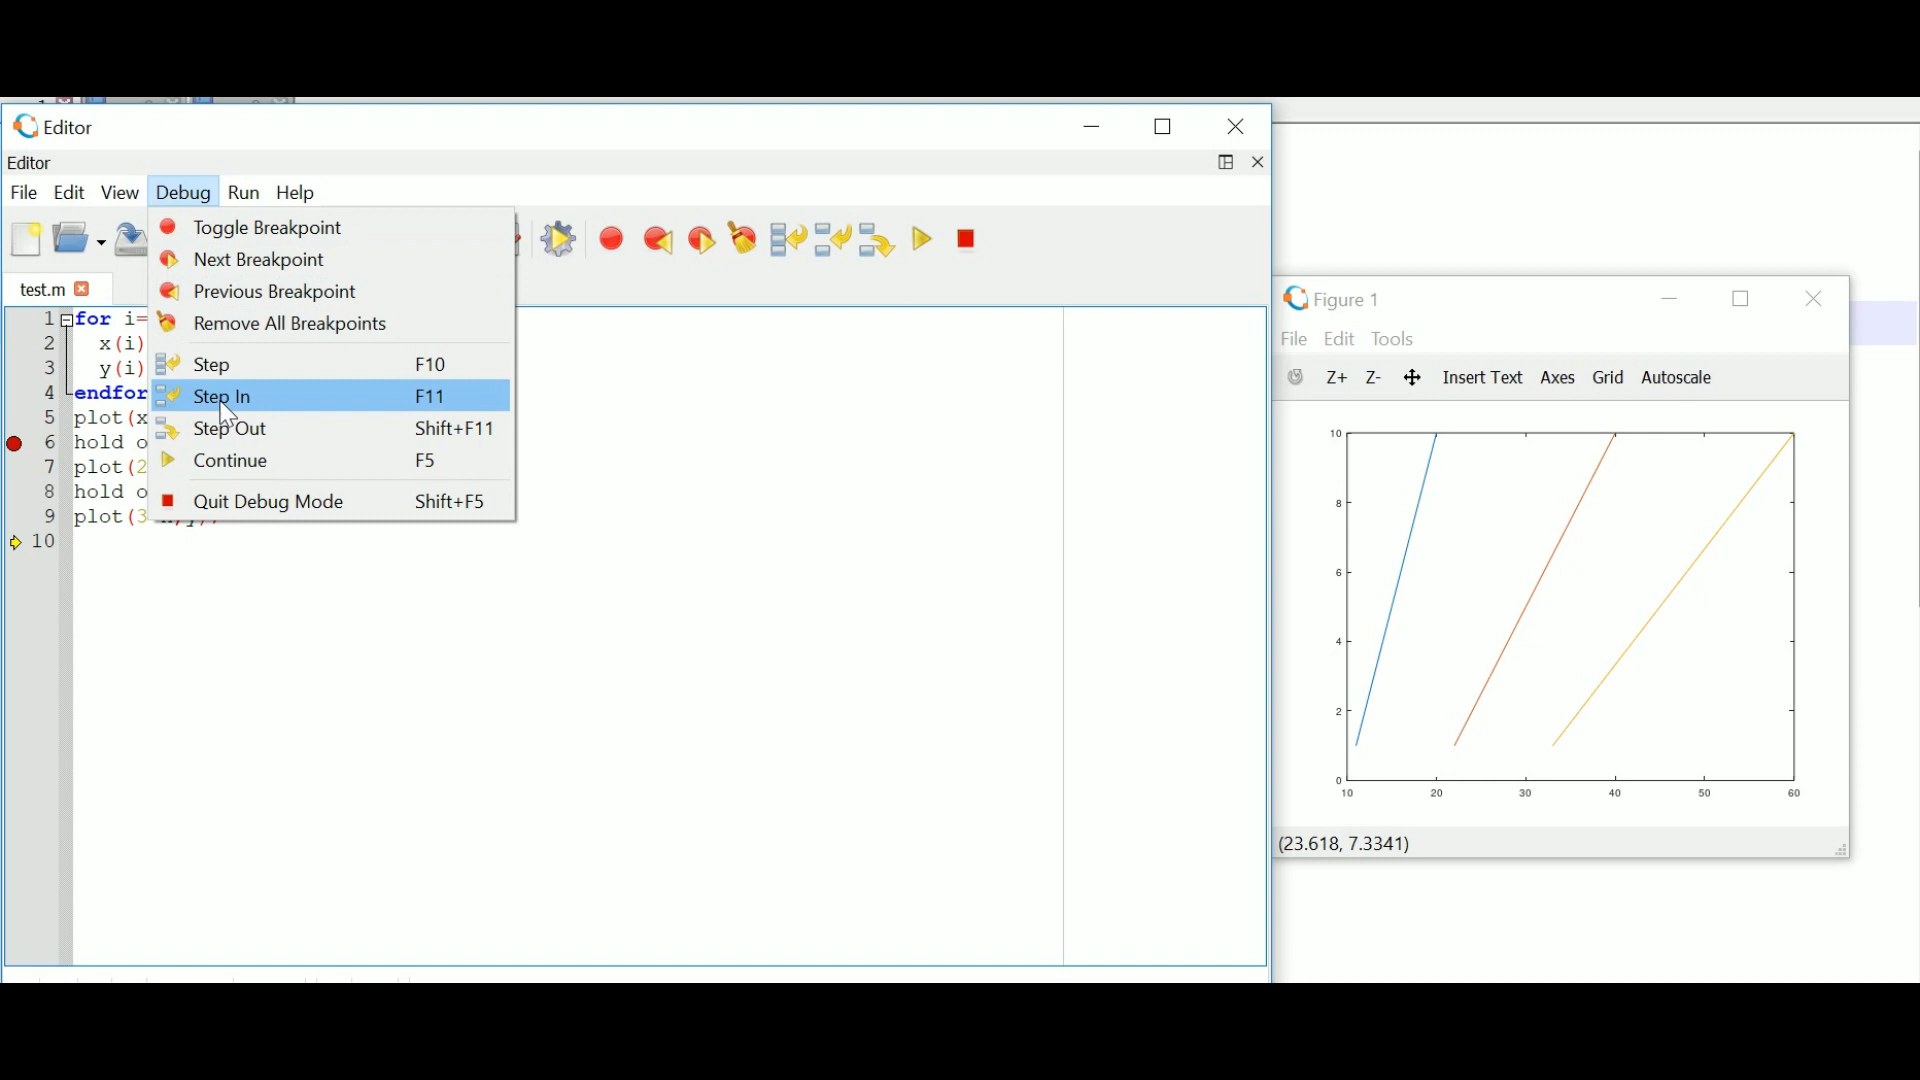 Editor
Editor
File Edit View Debug Run Help
Toggle Breakpoint
Next Breakpoint
Previous Breakpoint
Remove All Breakpoints
Step F10
Step In F11
Step Out Shift+F11
Continue F5
Quit Debug Mode Shift+F5
test.m
1 for i=
2 x(i)
3 y(i)
4 endfor
5 plot(x
6 hold
7 plot(2
8 hold
9 plot(3
10
Figure 1
File Edit Tools
Z+ Z- Insert Text Axes Grid Autoscale
10
8
6
4
2
0
10 20 30 40 50 60
(23.618, 7.3341)